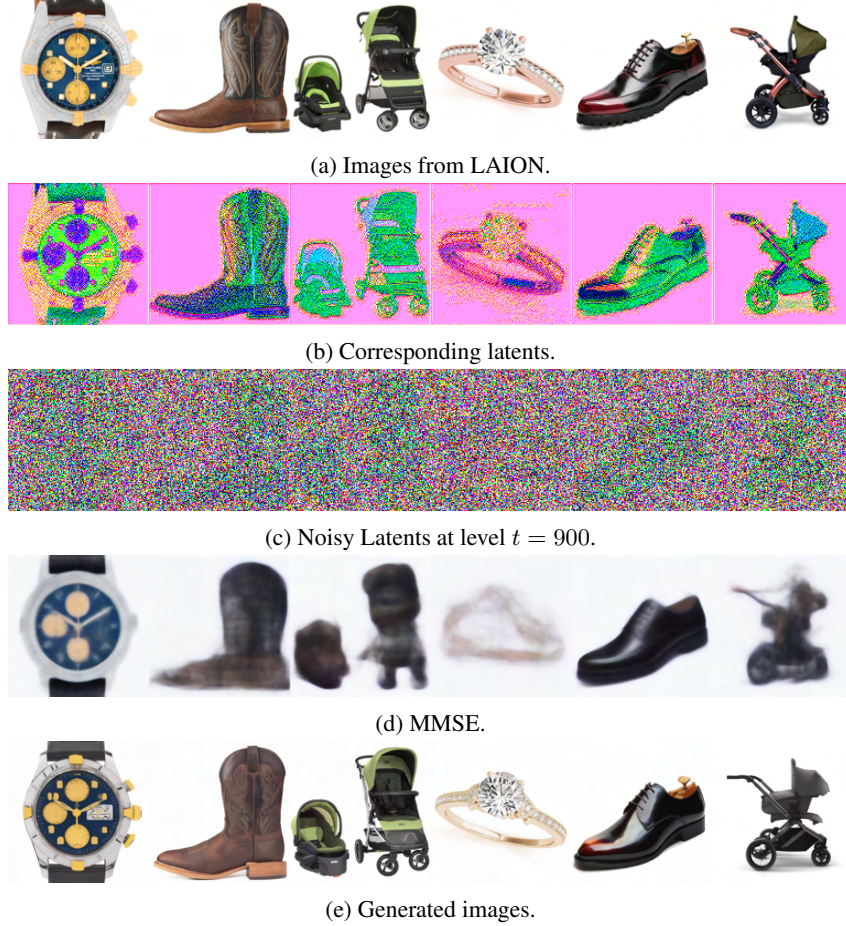 (a) Images from LAION.
(b) Corresponding latents.
(c) Noisy Latents at level t = 900.
(d) MMSE.
(e) Generated images.